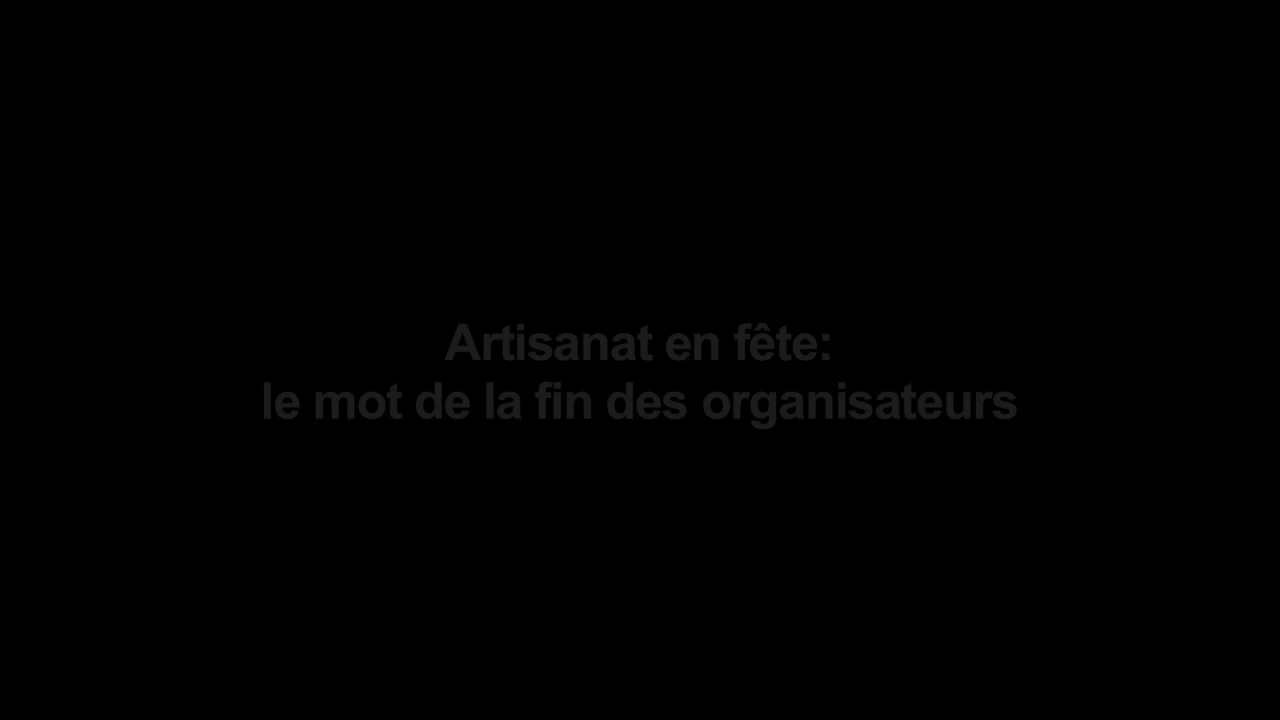 Artisanat en fête:
le mot de la fin des organisateurs